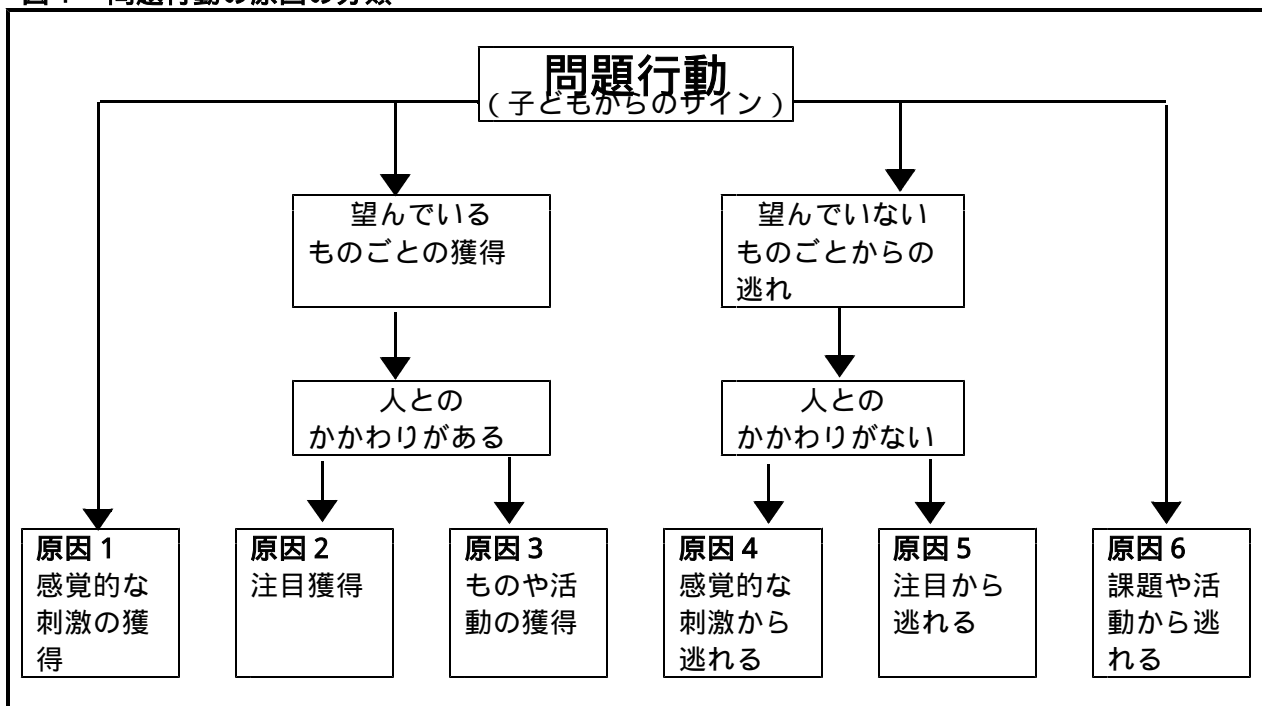 問題行動
（子どもからのサイン）
望んでいる
ものごとの獲得
望んでいない
ものごとからの
逃れ
人との
かかわりがある
人との
かかわりがない
原因１
感覚的な
刺激の獲
得
原因２
注目獲得
原因３
ものや活
動の獲得
原因４
感覚的な
刺激から
逃れる
原因５
注目から
逃れる
原因６
課題や活
動から逃
れる